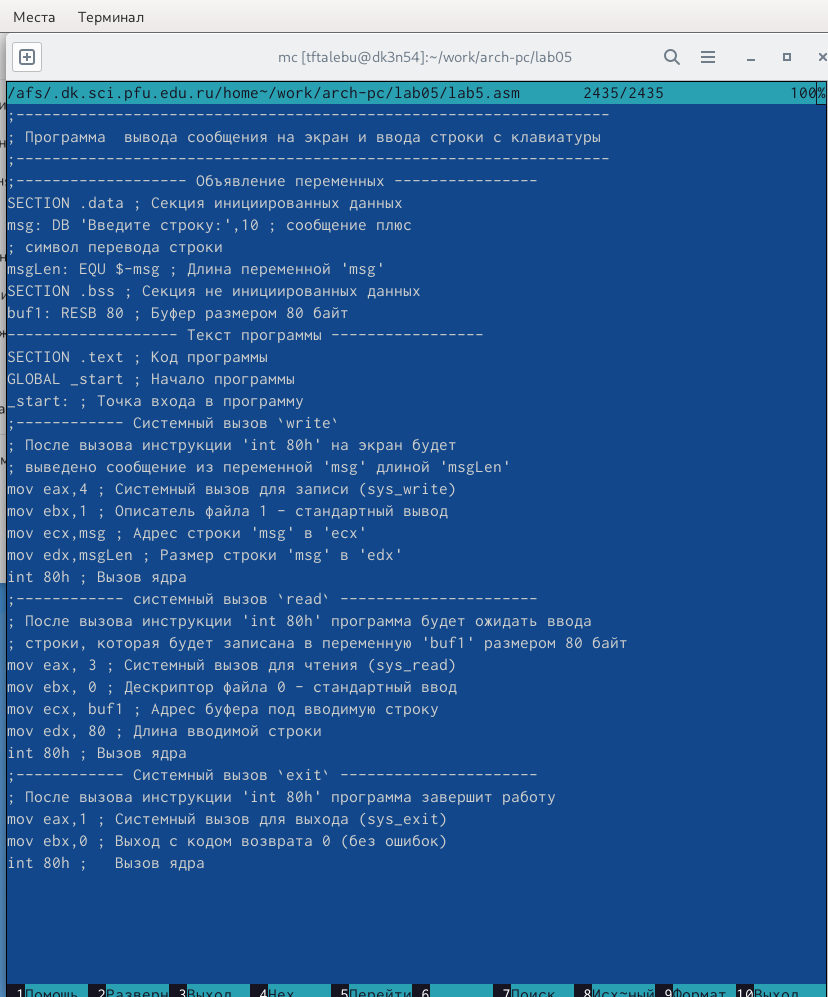 Места Терминал
mc [tftalebu@dk3n54]:~/work/arch-pc/lab05
/afs/.dk.sci.pfu.edu.ru/home~/work/arch-pc/lab05/lab5.asm 2435/2435 100%
;------------------------------------------------------------------
; Программа  вывода сообщения на экран и ввода строки с клавиатуры
;------------------------------------------------------------------
;------------------- Объявление переменных ----------------
SECTION .data ; Секция инициированных данных
msg: DB 'Введите строку:',10 ; сообщение плюс
; символ перевода строки
msgLen: EQU $-msg ; Длина переменной 'msg'
SECTION .bss ; Секция не инициированных данных
buf1: RESB 80 ; Буфер размером 80 байт
------------------- Текст программы -----------------
SECTION .text ; Код программы
GLOBAL _start ; Начало программы
_start: ; Точка входа в программу
;------------ Системный вызов `write`
; После вызова инструкции 'int 80h' на экран будет
; выведено сообщение из переменной 'msg' длиной 'msgLen'
mov eax,4 ; Системный вызов для записи (sys_write)
mov ebx,1 ; Описатель файла 1 - стандартный вывод
mov ecx,msg ; Адрес строки 'msg' в 'ecx'
mov edx,msgLen ; Размер строки 'msg' в 'edx'
int 80h ; Вызов ядра
;------------ системный вызов `read` ----------------------
; После вызова инструкции 'int 80h' программа будет ожидать ввода
; строки, которая будет записана в переменную 'buf1' размером 80 байт
mov eax, 3 ; Системный вызов для чтения (sys_read)
mov ebx, 0 ; Дескриптор файла 0 - стандартный ввод
mov ecx, buf1 ; Адрес буфера под вводимую строку
mov edx, 80 ; Длина вводимой строки
int 80h ; Вызов ядра
;------------ Системный вызов `exit` ----------------------
; После вызова инструкции 'int 80h' программа завершит работу
mov eax,1 ; Системный вызов для выхода (sys_exit)
mov ebx,0 ; Выход с кодом возврата 0 (без ошибок)
int 80h ;   Вызов ядра
1Помощь 2Разверн 3Выход 4Hex 5Перейти 6 7Поиск 8Исх~ный 9Формат 10Выход